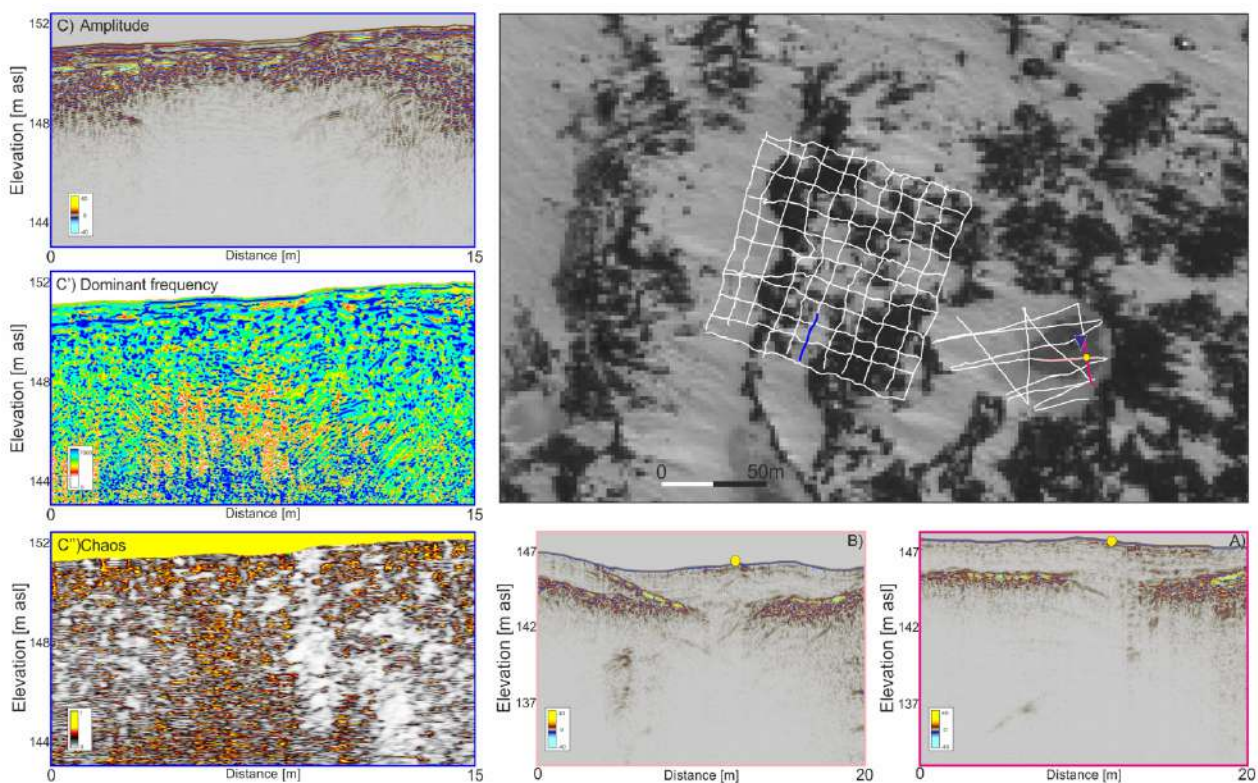 C) Amplitude
152
148
144
Elevation [m asl]
0
Distance [m]
15
C') Dominant frequency
152
148
144
Elevation [m asl]
0
Distance [m]
15
C'')Chaos
152
148
144
Elevation [m asl]
0
Distance [m]
15
0
50m
B)
147
142
137
Elevation [m asl]
0
Distance [m]
20
A)
147
142
137
Elevation [m asl]
0
Distance [m]
20